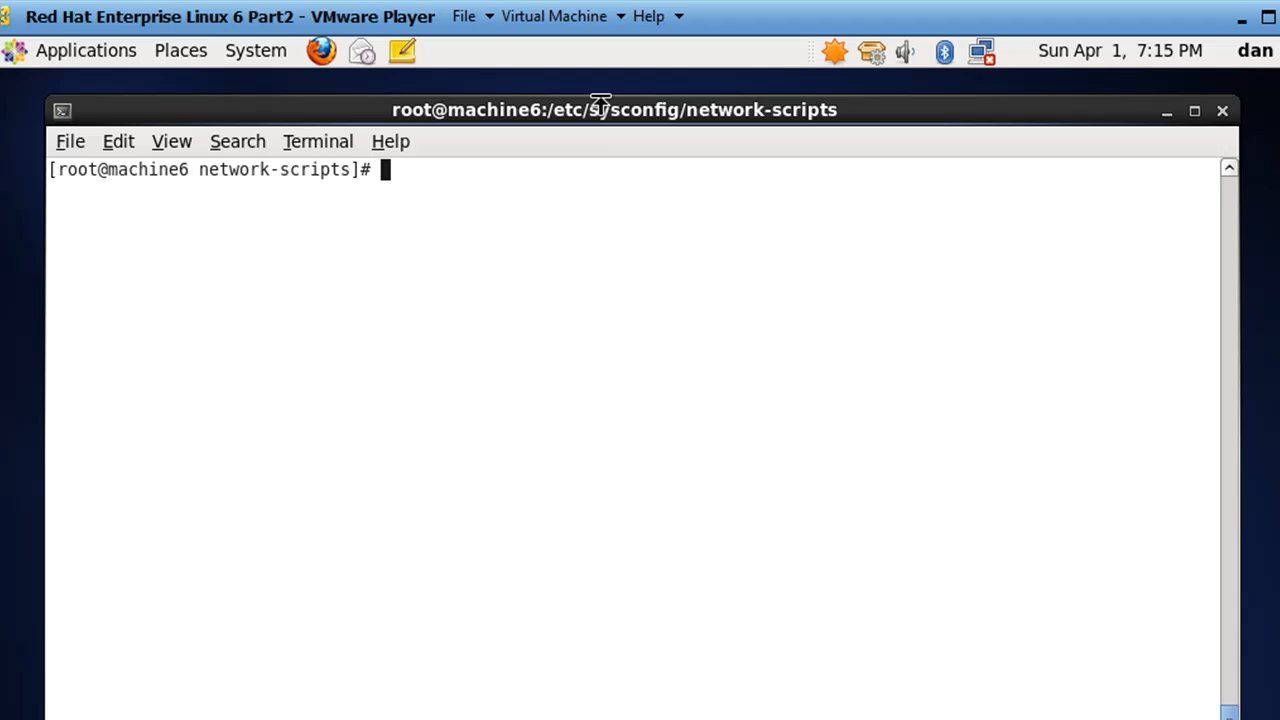 Red Hat Enterprise Linux 6 Part2 - VMware Player File Virtual Machine Help
Applications Places System Sun Apr 1, 7:15 PM dan
root@machine6:/etc/sysconfig/network-scripts
File Edit View Search Terminal Help
[root@machine6 network-scripts]#